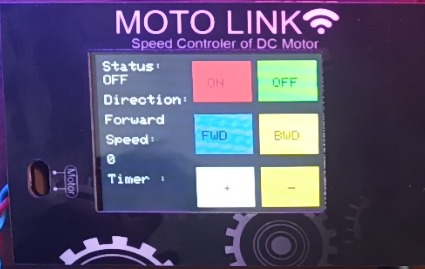 MOTO LINK
Speed Controler of DC Motor
Status:
OFF
ON
OFF
Direction:
Forward
FWD
BWD
Speed:
0
Timer :
+
-
Motor